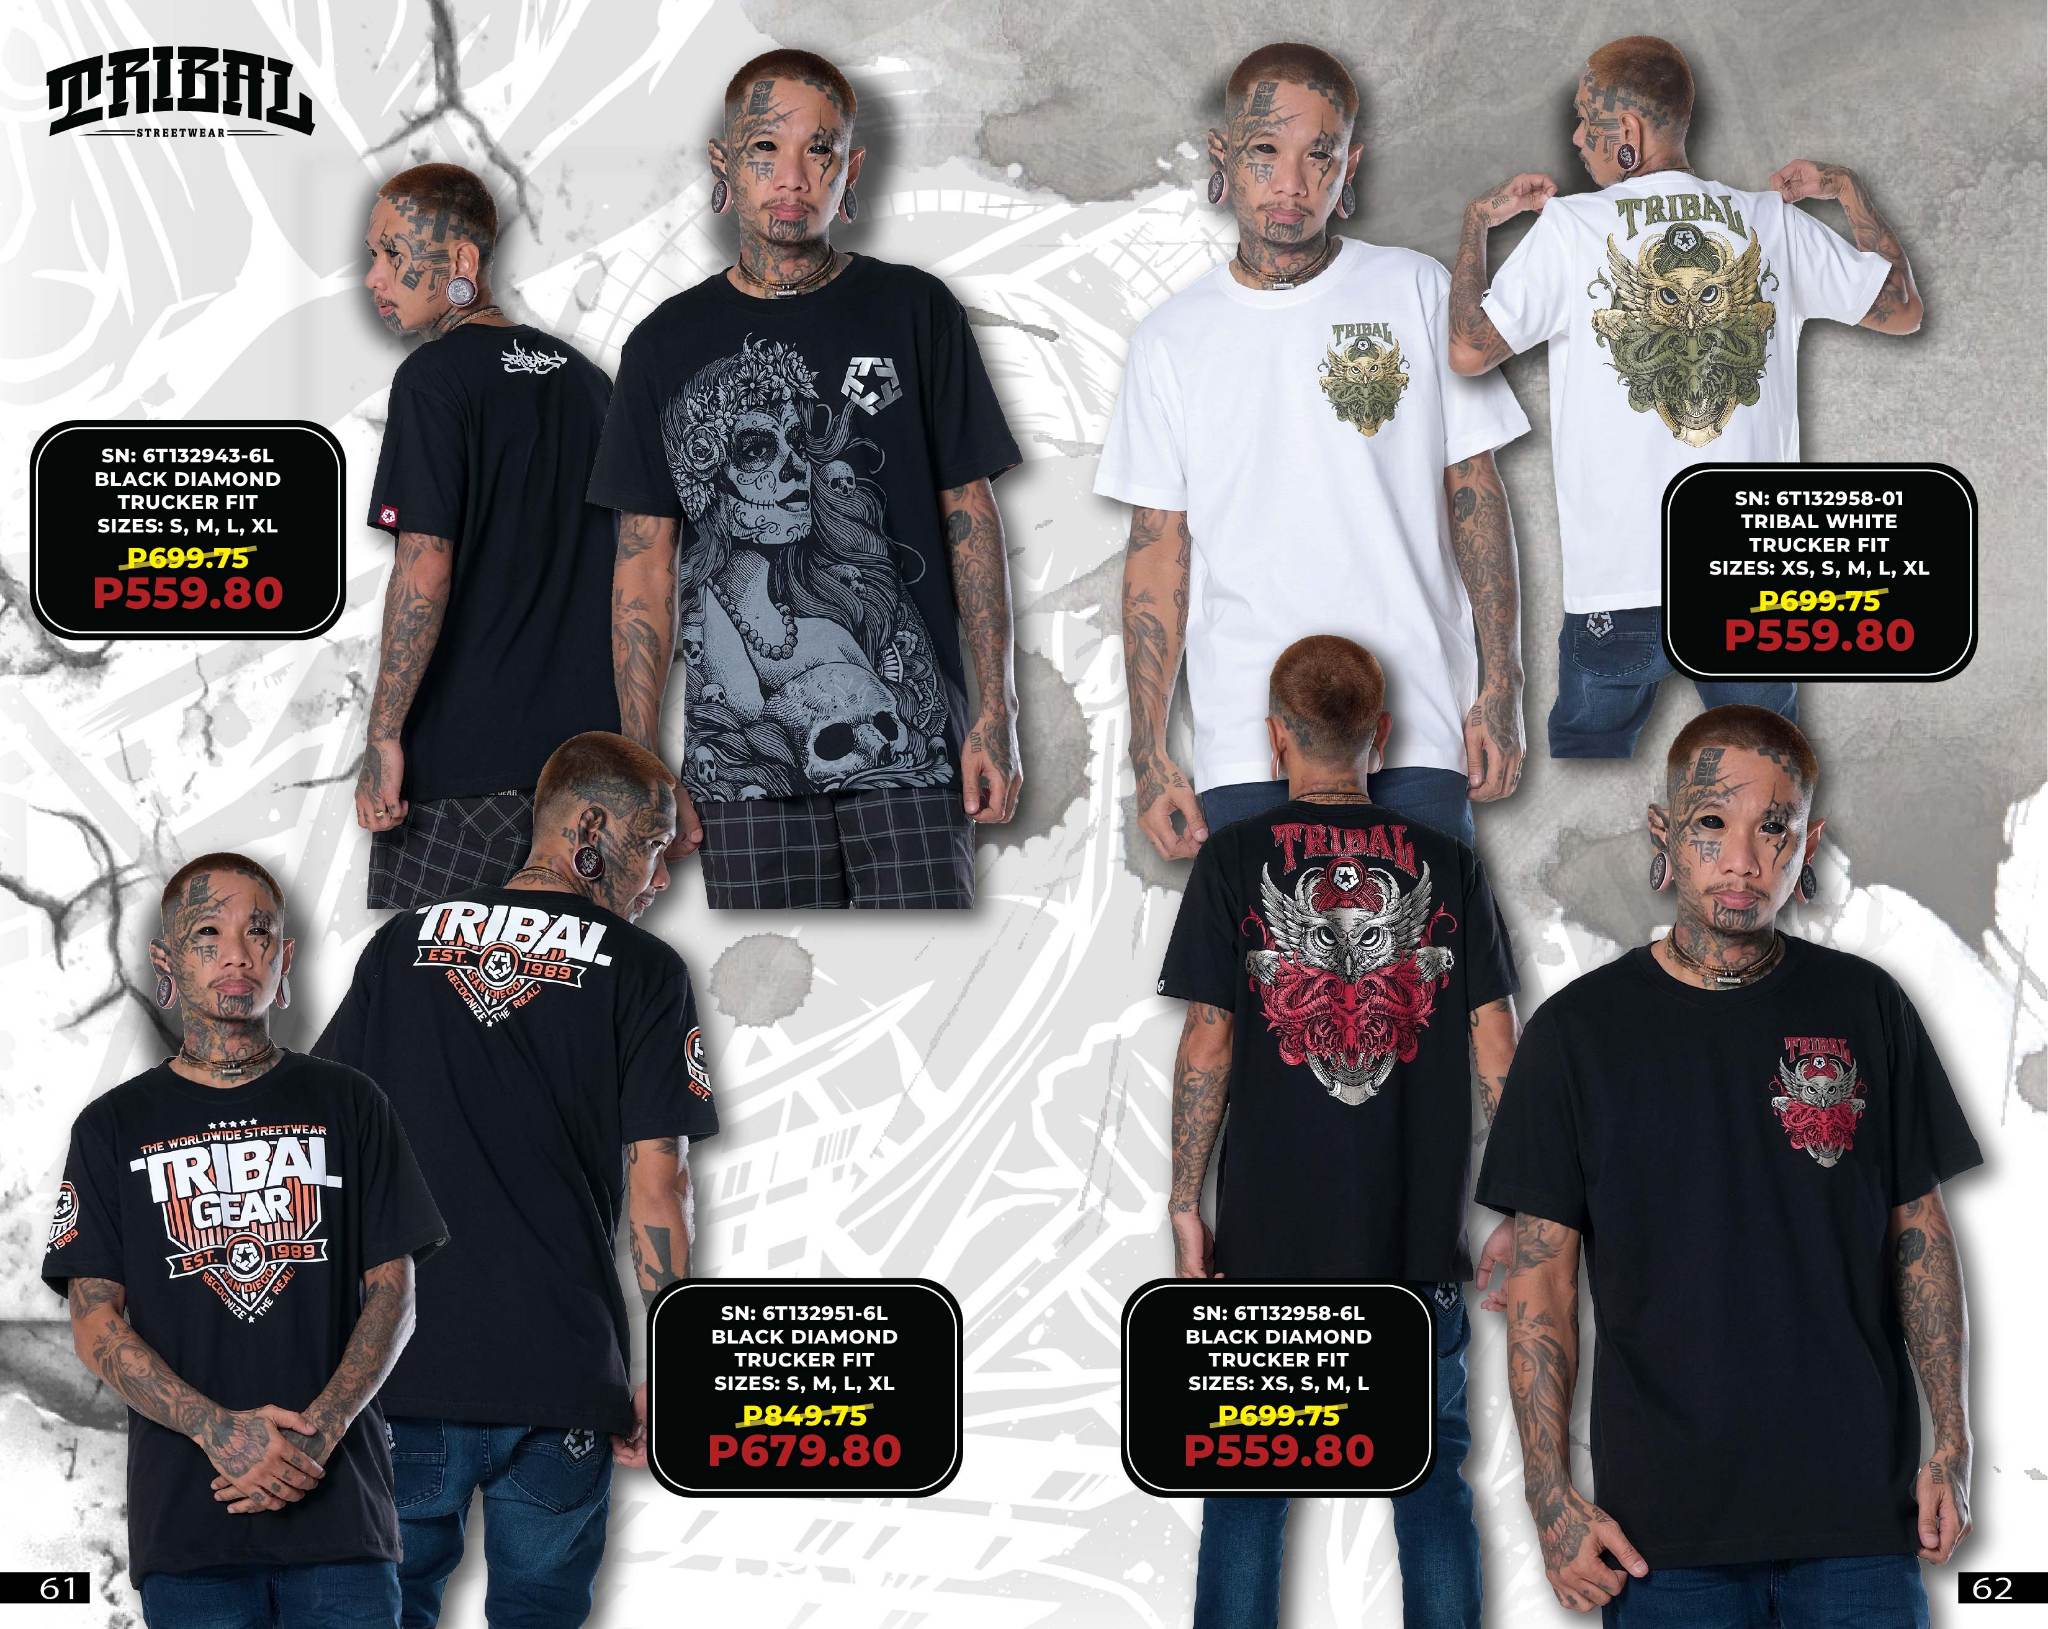 TRIBAL
STREETWEAR
SN: 6T132943-6L
BLACK DIAMOND
TRUCKER FIT
SIZES: S, M, L, XL
P699.75
P559.80
TRIBAL
EST. 1989
SAN DIEGO
RECOGNIZE THE REAL!
EST.
THE WORLDWIDE STREETWEAR
TRIBAL
GEAR
EST. 1989
SAN DIEGO
RECOGNIZE THE REAL!
1989
SN: 6T132951-6L
BLACK DIAMOND
TRUCKER FIT
SIZES: S, M, L, XL
P849.75
P679.80
61
TRIBAL
TRIBAL
SN: 6T132958-01
TRIBAL WHITE
TRUCKER FIT
SIZES: XS, S, M, L, XL
P699.75
P559.80
TRIBAL
TRIBAL
SN: 6T132958-6L
BLACK DIAMOND
TRUCKER FIT
SIZES: XS, S, M, L
P699.75
P559.80
62